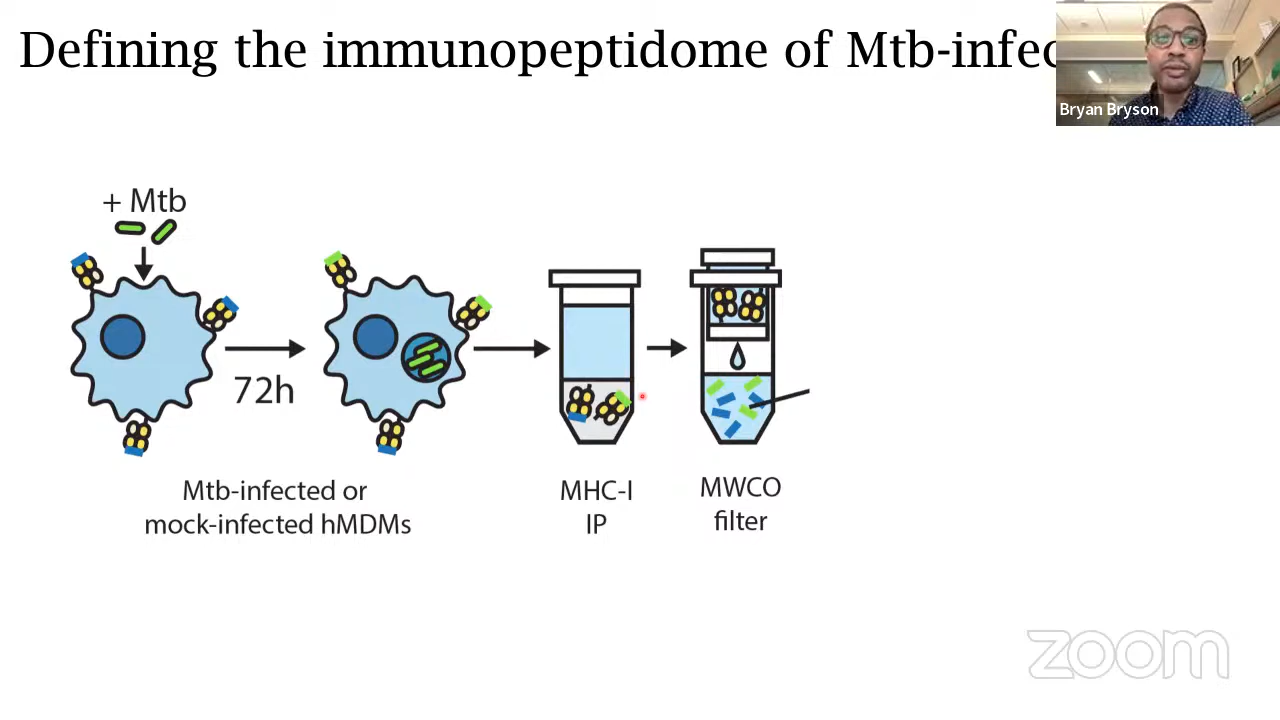 Defining the immunopeptidome of Mtb-infec
Bryan Bryson
+ Mtb
72h
Mtb-infected or
mock-infected hMDMs
MHC-I
IP
MWCO
filter
zoom